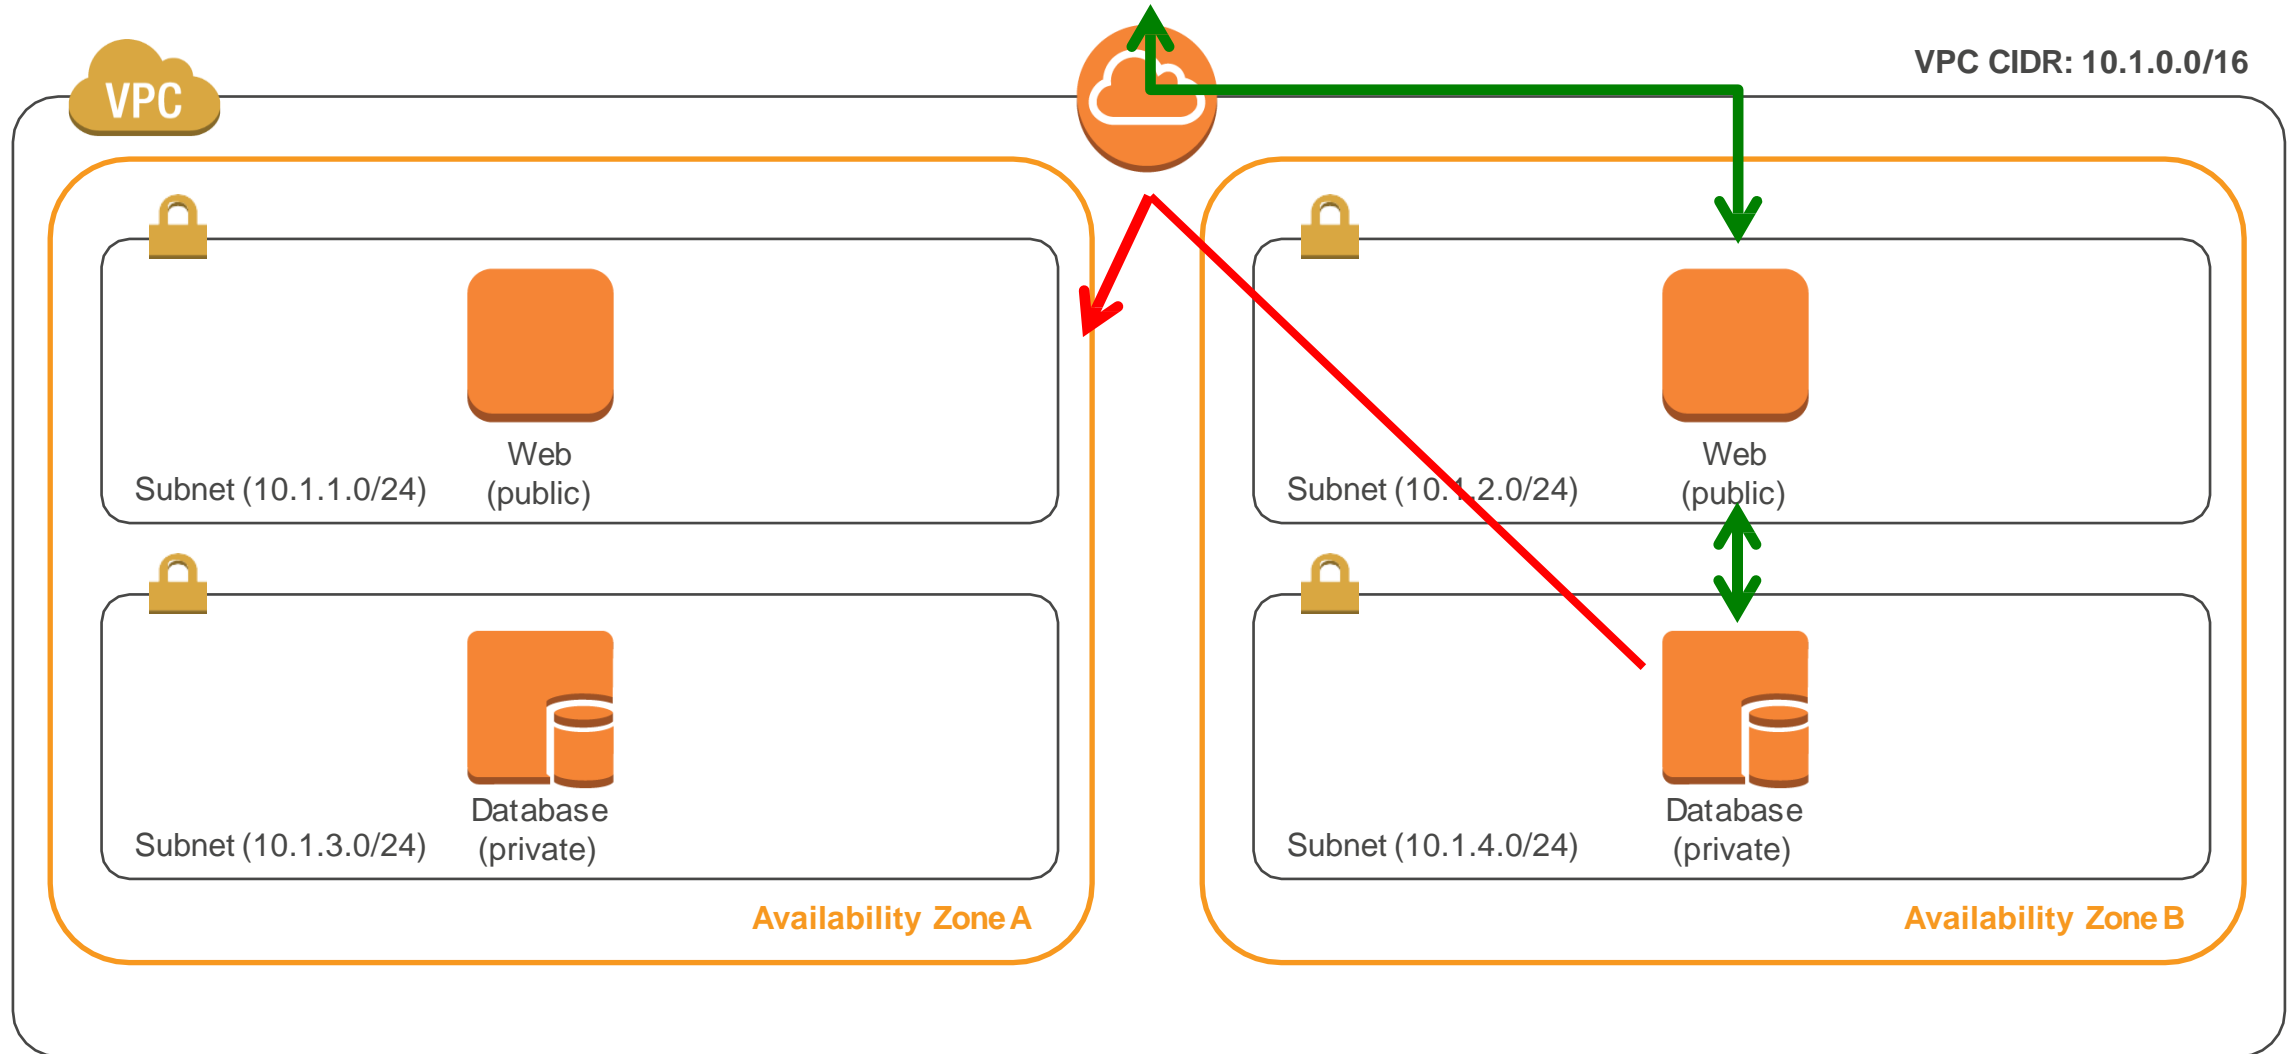 VPC
VPC CIDR: 10.1.0.0/16
Web
(public)
Subnet (10.1.1.0/24)
Database
(private)
Subnet (10.1.3.0/24)
Availability Zone A
Web
(public)
Subnet (10.1.2.0/24)
Database
(private)
Subnet (10.1.4.0/24)
Availability Zone B